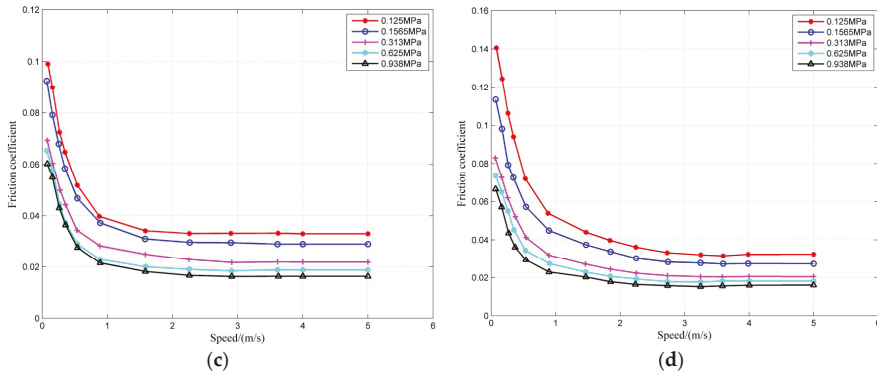 0.12
0.1
0.08
0.06
0.04
0.02
0
Friction coefficient
0.125MPa
0.1565MPa
0.313MPa
0.625MPa
0.938MPa
0 1 2 3 4 5 6
Speed/(m/s)
(c)
0.16
0.14
0.12
0.1
0.08
0.06
0.04
0.02
0
Friction coefficient
0.125MPa
0.1565MPa
0.313MPa
0.625MPa
0.938MPa
0 1 2 3 4 5 6
Speed/(m/s)
(d)